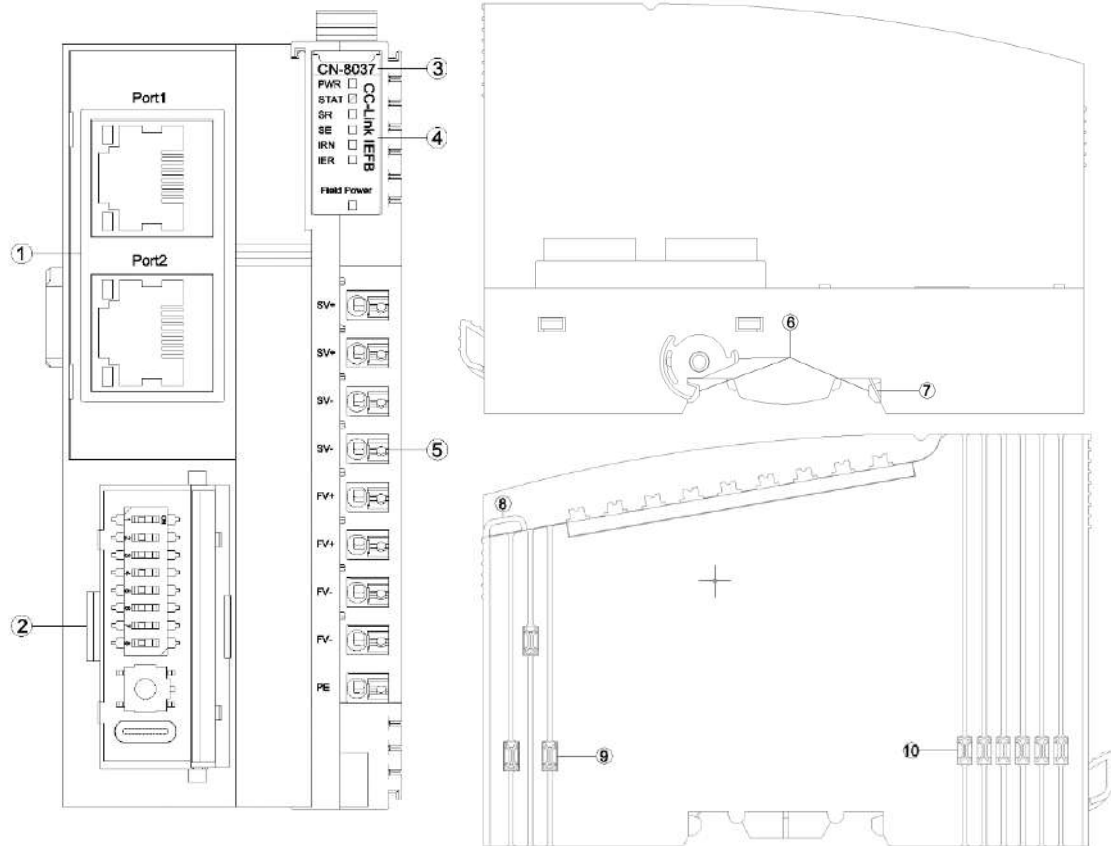 CN-8037
③
PWR
STAT
SR
SE
IRN
IER
CC-Link IEFB
④
Field Power
Port1
①
Port2
SV+
SV+
SV-
SV-
⑤
FV+
FV+
FV-
FV-
PE
②
⑥
⑦
⑧
⑨
⑩